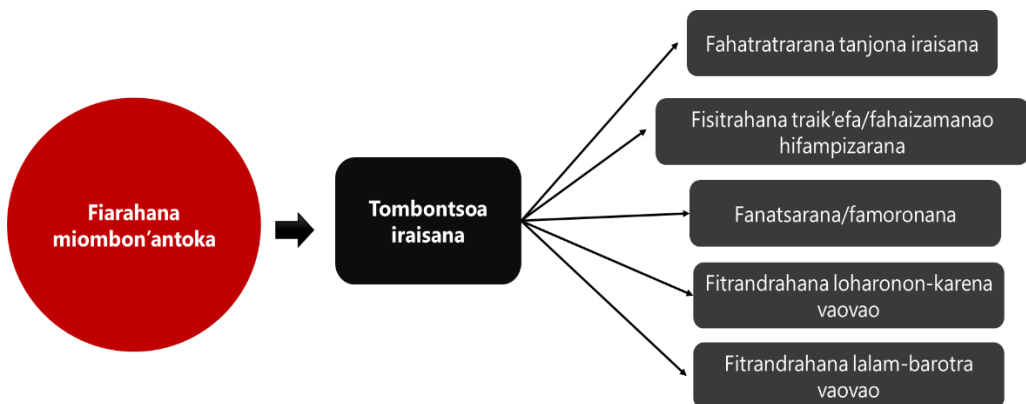 Fiarahana
miombon'antoka
Tombontsoa
iraisana
Fahatratrarana tanjona iraisana
Fisitrahana traik'efa/fahaizamanao
hifampizarana
Fanatsarana/famoronana
Fitrandrahana loharonon-karena
vaovao
Fitrandrahana lalam-barotra
vaovao